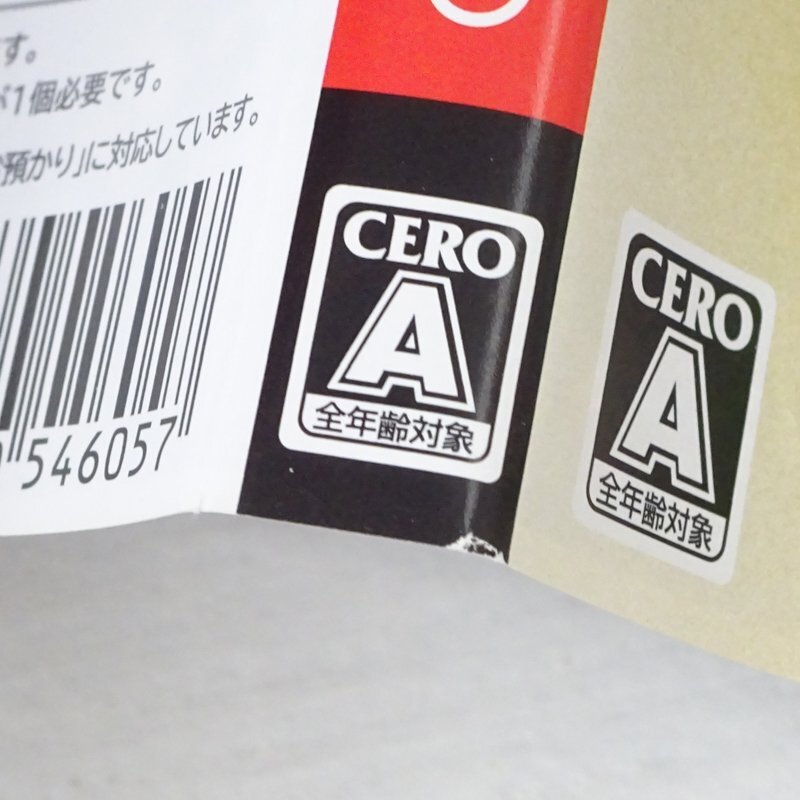 す。
が1個必要です。
預かり」に対応しています。
546057
CERO
A
全年齢対象
CERO
A
全年齢対象